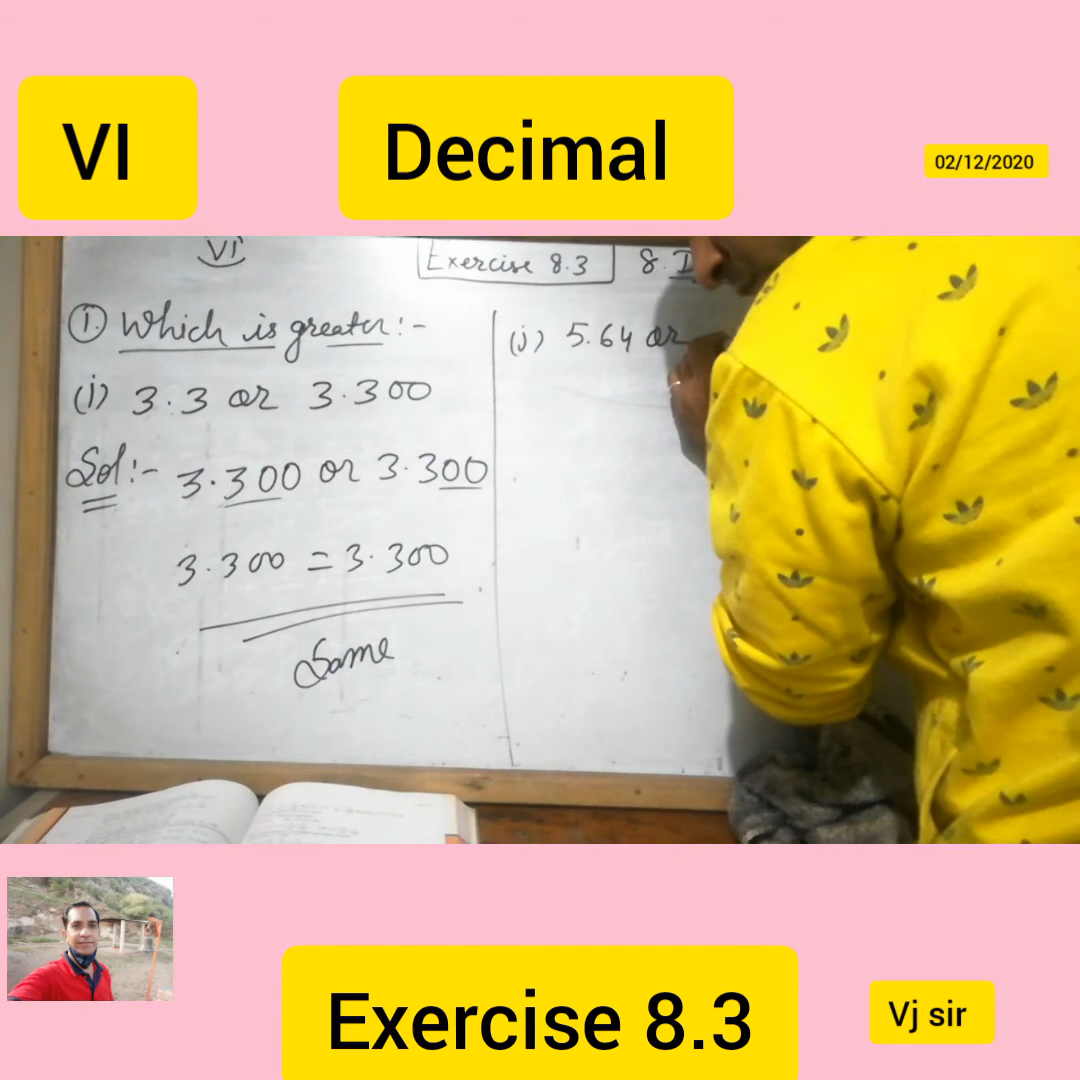 VI
Decimal
02/12/2020
VI
Exercise 8.3
8.
① Which is greater:-
(i) 3.3 or 3.300
Sol:- 3.300 or 3.300
3.300 = 3.300
Same
(j) 5.64 or
Exercise 8.3
Vj sir